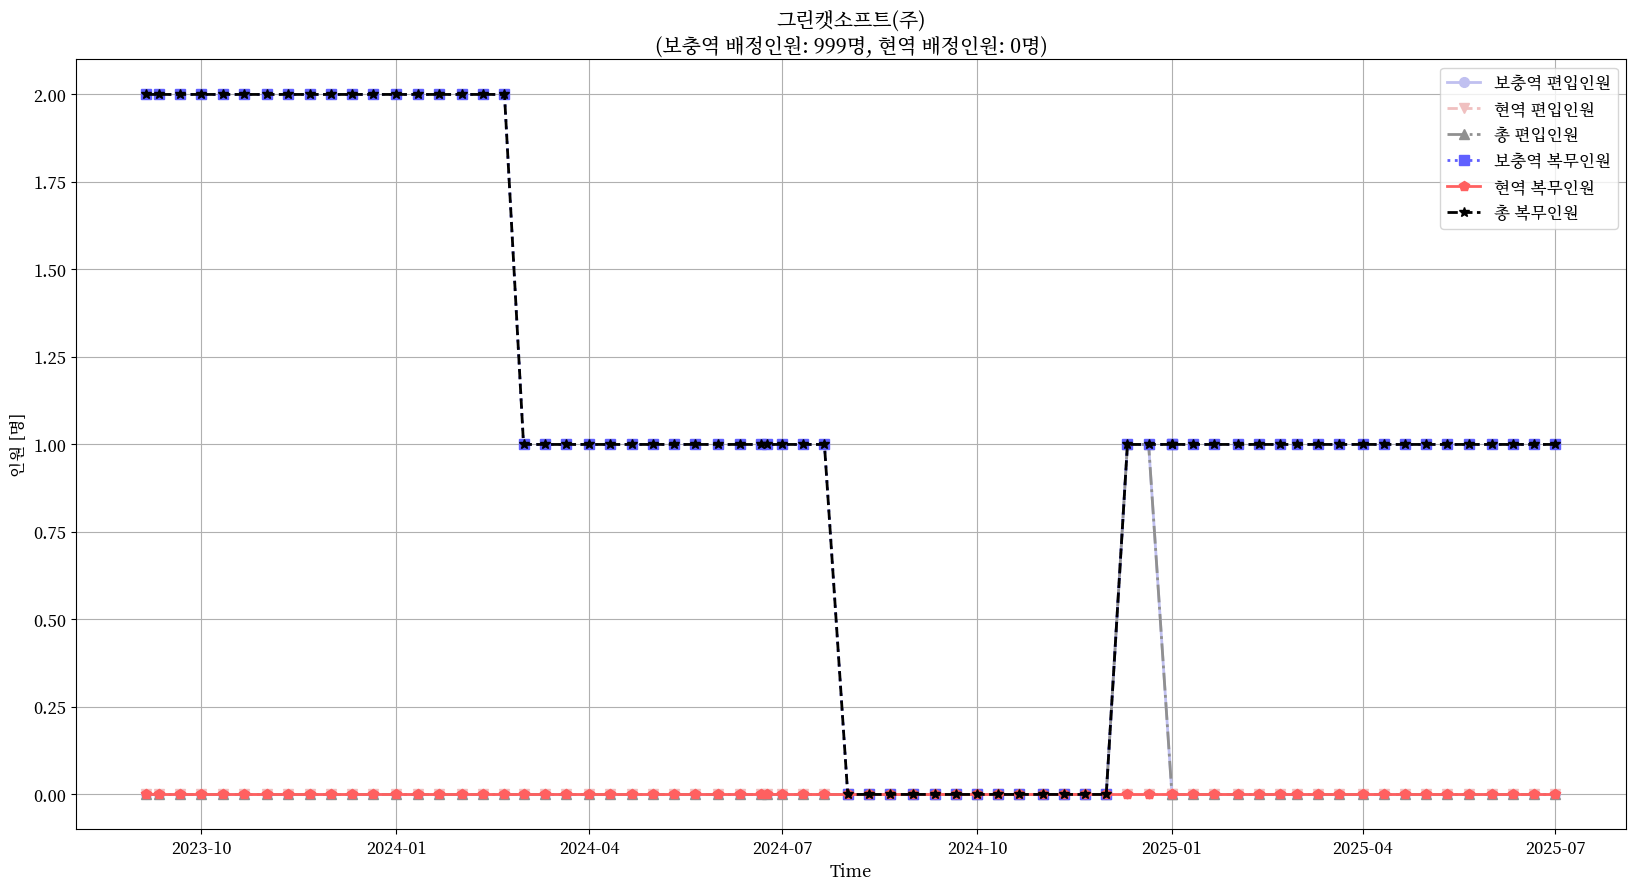 그린캣소프트(주)
(보충역 배정인원: 999명, 현역 배정인원: 0명)
보충역 편입인원
현역 편입인원
총 편입인원
보충역 복무인원
현역 복무인원
총 복무인원
2.00
1.75
1.50
1.25
1.00
0.75
0.50
0.25
0.00
인원 [명]
2023-10
2024-01
2024-04
2024-07
2024-10
2025-01
2025-04
2025-07
Time